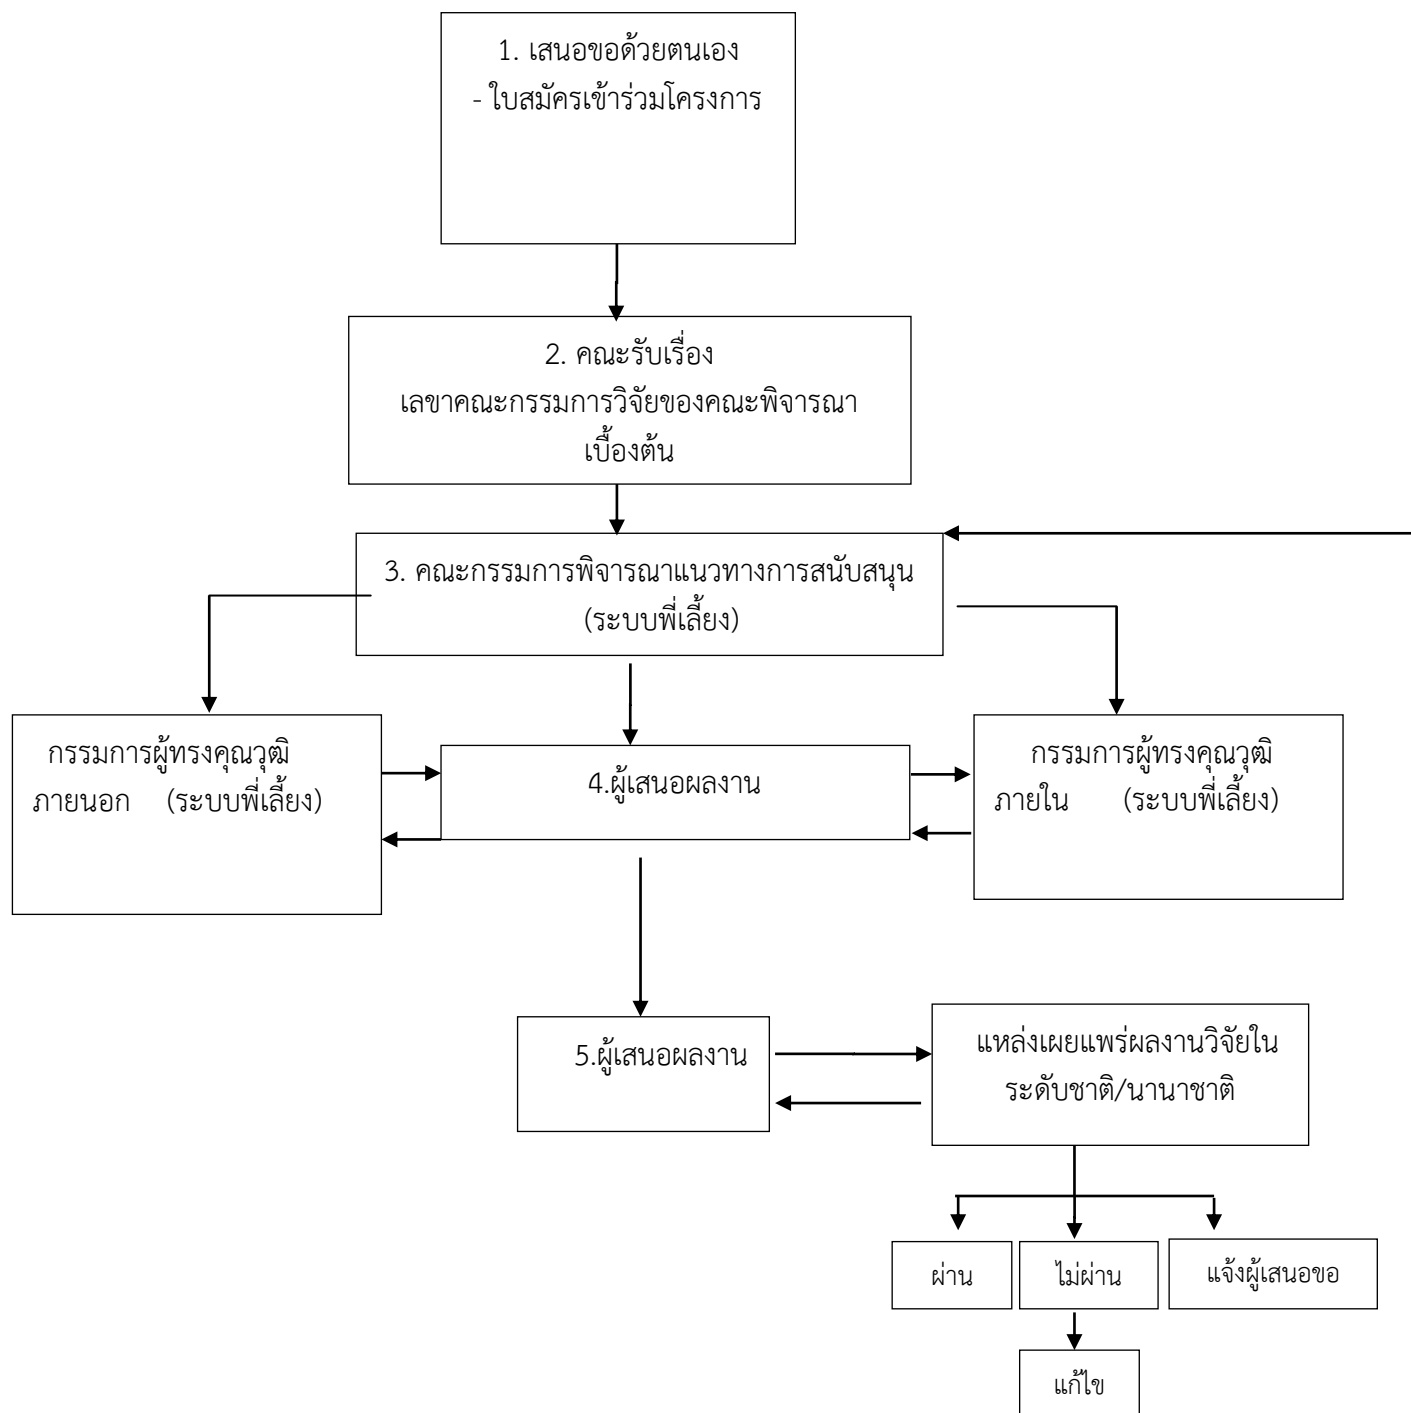 1. เสนอขอด้วยตนเอง
- ใบสมัครเข้าร่วมโครงการ
2. คณะรับเรื่อง
เลขาคณะกรรมการวิจัยของคณะพิจารณา
เบื้องต้น
3. คณะกรรมการพิจารณาแนวทางการสนับสนุน
(ระบบพี่เลี้ยง)
กรรมการผู้ทรงคุณวุฒิ
ภายนอก (ระบบพี่เลี้ยง)
4.ผู้เสนอผลงาน
กรรมการผู้ทรงคุณวุฒิ
ภายใน (ระบบพี่เลี้ยง)
5.ผู้เสนอผลงาน
แหล่งเผยแพร่ผลงานวิจัยใน
ระดับชาติ/นานาชาติ
ผ่าน
ไม่ผ่าน
แจ้งผู้เสนอขอ
แก้ไข